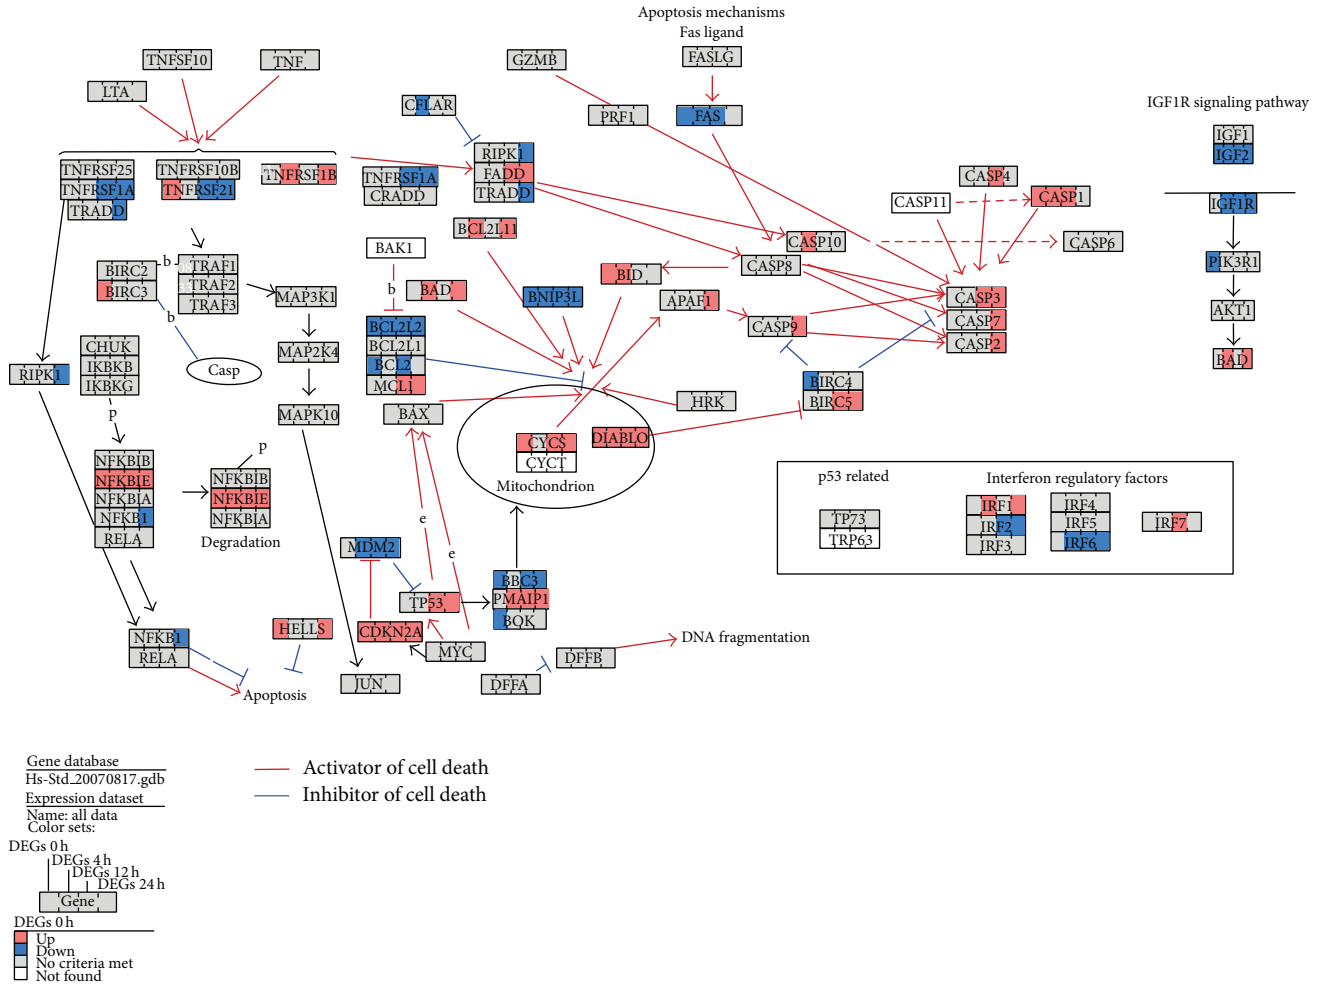 Apoptosis mechanisms
Fas ligand
TNFSF10
TNF
LTA
GZMB
FASLG
CFLAR
PRF1
FAS
IGF1R signaling pathway
IGF1
IGF2
TNFRSF25
TNFRSF1A
TRADD
TNFRSF10B
TNFRSF21
TNFRSF1B
TNFRSF1A
CRADD
RIPK1
FADD
TRADD
CASP4
CASP11
CASP1
IGF1R
BCL2L11
BAK1
CASP10
CASP6
BIRC2
BIRC3
b
TRAF1
TRAF2
TRAF3
b
BAD
BNIP3L
BID
CASP8
PIK3R1
MAP3K1
b
APAF1
CASP9
CASP3
CASP7
CASP2
AKT1
BCL2L2
BCL2L1
BCL2
MCL1
CHUK
IKBKB
IKBKG
MAP2K4
BAD
RIPK1
Casp
BIRC4
BIRC5
p
MAPK10
BAX
HRK
CYCS
CYCT
DIABLO
Mitochondrion
p
NFKBIB
NFKBIE
NFKBIA
NFKB1
RELA
NFKBIB
NFKBIE
NFKBIA
Degradation
p53 related
Interferon regulatory factors
TP73
TRP63
IRF1
IRF2
IRF3
IRF4
IRF5
IRF6
IRF7
e
e
MDM2
BBC3
PMAIP1
BOK
TP53
HELLS
CDKN2A
MYC
NFKB1
RELA
DNA fragmentation
DFFB
DFFA
JUN
Apoptosis
Gene database
Hs-Std_20070817.gdb
Expression dataset
Name: all data
Color sets:
DEGs 0 h
DEGs 4 h
DEGs 12 h
DEGs 24 h
Gene
DEGs 0 h
Up
Down
No criteria met
Not found
Activator of cell death
Inhibitor of cell death